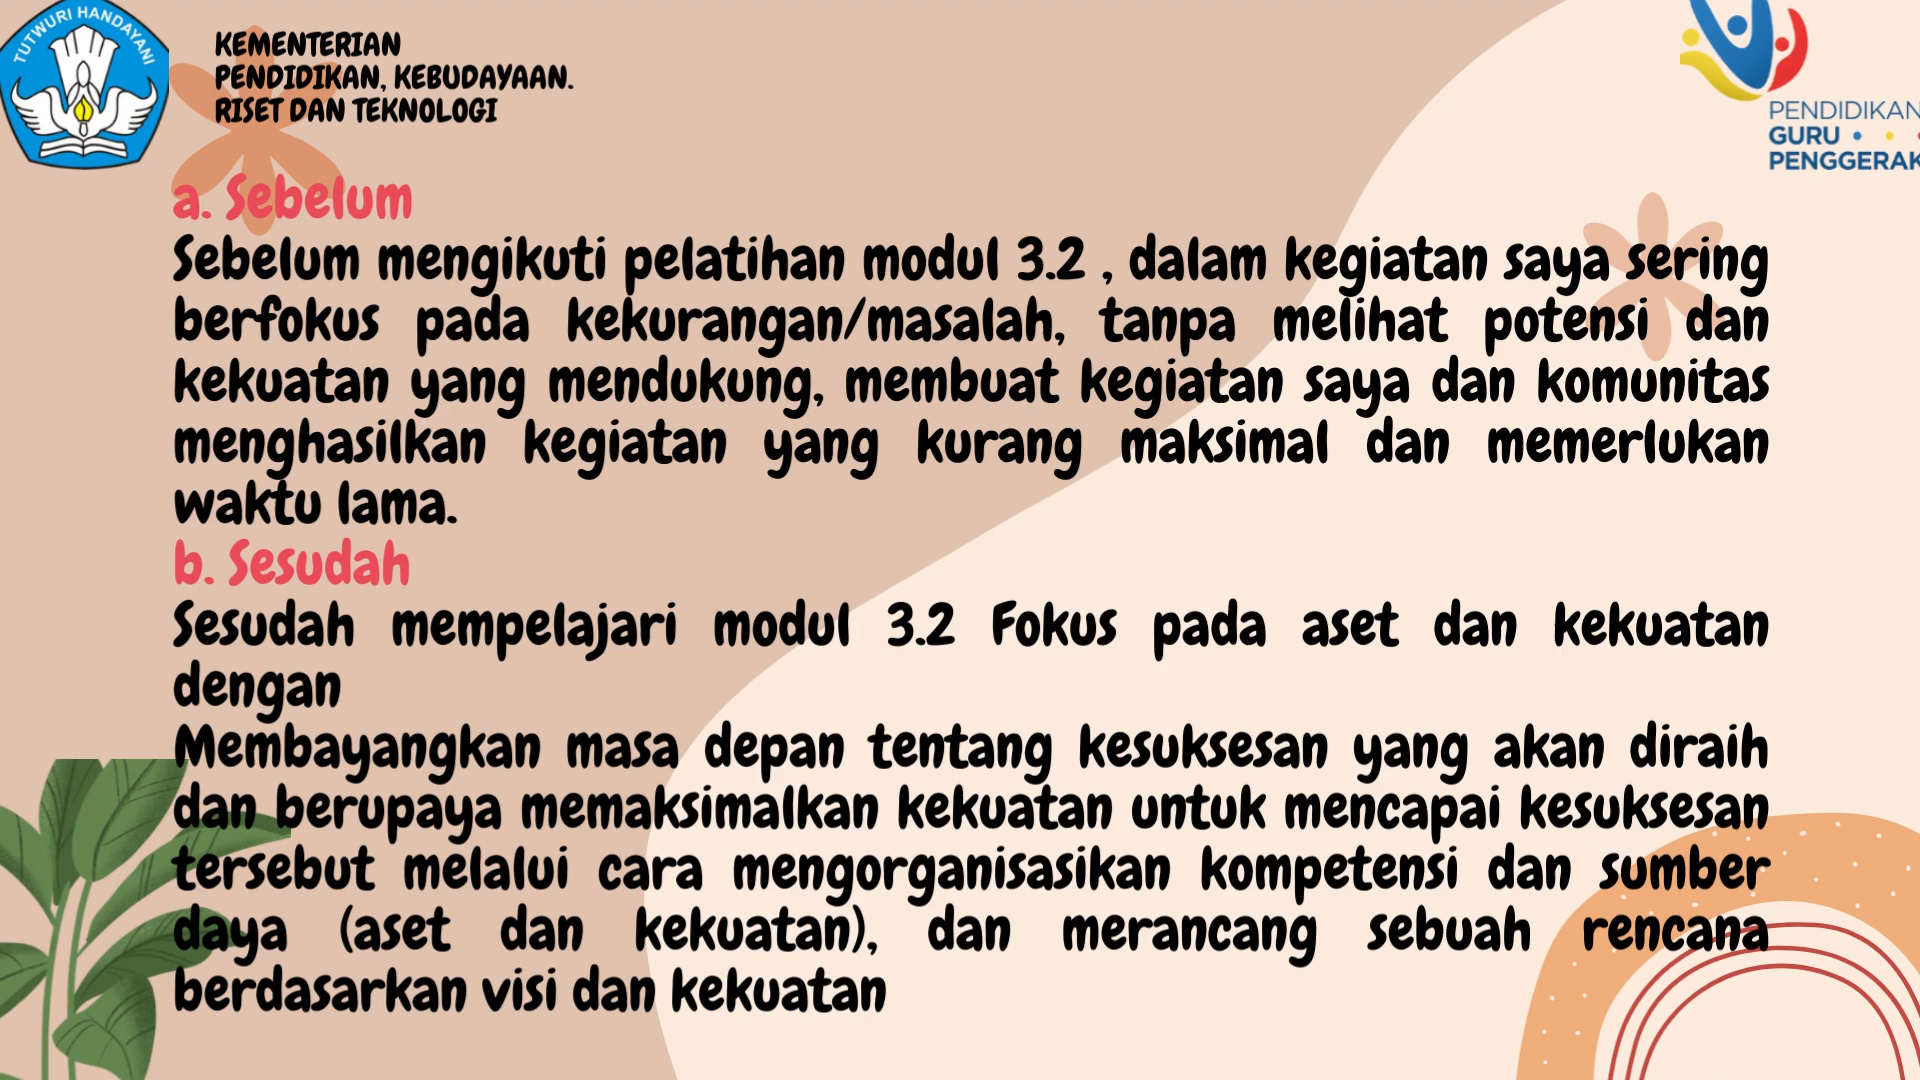 TUTWURI HANDAYANI
KEMENTERIAN
PENDIDIKAN, KEBUDAYAAN.
RISET DAN TEKNOLOGI
PENDIDIKAN
GURU
PENGGERAK
a. Sebelum
Sebelum mengikuti pelatihan modul 3.2 , dalam kegiatan saya sering
berfokus pada kekurangan/masalah, tanpa melihat potensi dan
kekuatan yang mendukung, membuat kegiatan saya dan komunitas
menghasilkan kegiatan yang kurang maksimal dan memerlukan
waktu lama.
b. Sesudah
Sesudah mempelajari modul 3.2 Fokus pada aset dan kekuatan
dengan
Membayangkan masa depan tentang kesuksesan yang akan diraih
dan berupaya memaksimalkan kekuatan untuk mencapai kesuksesan
tersebut melalui cara mengorganisasikan kompetensi dan sumber
daya (aset dan kekuatan), dan merancang sebuah rencana
berdasarkan visi dan kekuatan